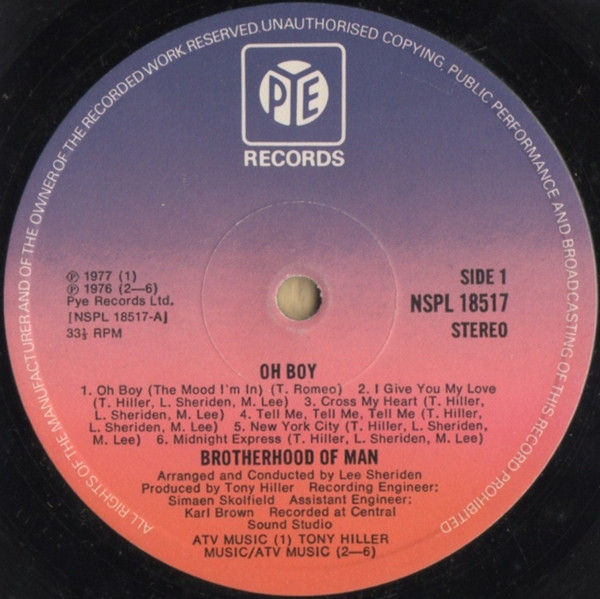 ALL RIGHTS OF THE MANUFACTURER AND OF THE OWNER OF THE RECORDED WORK RESERVED. UNAUTHORISED COPYING, PUBLIC PERFORMANCE AND BROADCASTING OF THIS RECORD PROHIBITED
PYE
RECORDS
℗ 1977 (1)
℗ 1976 (2—6)
Pye Records Ltd.
[NSPL 18517-A]
33⅓ RPM
SIDE 1
NSPL 18517
STEREO
OH BOY
1. Oh Boy (The Mood I'm In) (T. Romeo) 2. I Give You My Love
(T. Hiller, L. Sheriden, M. Lee) 3. Cross My Heart (T. Hiller,
L. Sheriden, M. Lee) 4. Tell Me, Tell Me, Tell Me (T. Hiller,
L. Sheriden, M. Lee) 5. New York City (T. Hiller, L. Sheriden,
M. Lee) 6. Midnight Express (T. Hiller, L. Sheriden, M. Lee)
BROTHERHOOD OF MAN
Arranged and Conducted by Lee Sheriden
Produced by Tony Hiller Recording Engineer:
Simaen Skolfield Assistant Engineer:
Karl Brown Recorded at Central
Sound Studio
ATV MUSIC (1) TONY HILLER
MUSIC/ATV MUSIC (2—6)